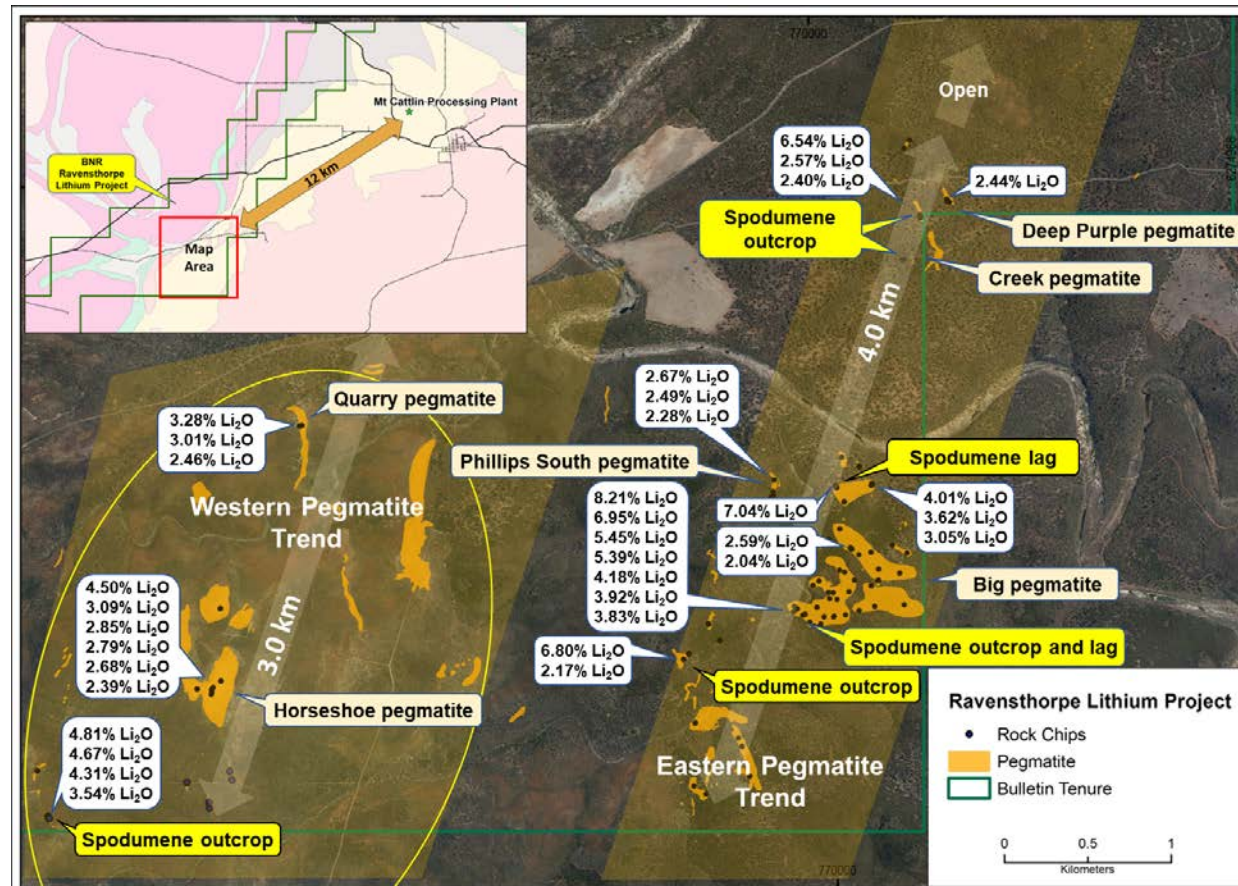 Mt Cattlin Processing Plant
BNR
Ravensthorpe
Lithium Project
12 km
Map
Area
770000
Open
6.54% Li₂O
2.57% Li₂O
2.40% Li₂O
2.44% Li₂O
Spodumene
outcrop
Deep Purple pegmatite
Creek pegmatite
4.0 km
Quarry pegmatite
3.28% Li₂O
3.01% Li₂O
2.46% Li₂O
Western Pegmatite
Trend
3.0 km
4.50% Li₂O
3.09% Li₂O
2.85% Li₂O
2.79% Li₂O
2.68% Li₂O
2.39% Li₂O
Horseshoe pegmatite
4.81% Li₂O
4.67% Li₂O
4.31% Li₂O
3.54% Li₂O
Spodumene outcrop
2.67% Li₂O
2.49% Li₂O
2.28% Li₂O
Phillips South pegmatite
Spodumene lag
7.04% Li₂O
4.01% Li₂O
3.62% Li₂O
3.05% Li₂O
8.21% Li₂O
6.95% Li₂O
5.45% Li₂O
5.39% Li₂O
4.18% Li₂O
3.92% Li₂O
3.83% Li₂O
2.59% Li₂O
2.04% Li₂O
Big pegmatite
Spodumene outcrop and lag
6.80% Li₂O
2.17% Li₂O
Spodumene outcrop
Eastern Pegmatite
Trend
770000
Ravensthorpe Lithium Project
Rock Chips
Pegmatite
Bulletin Tenure
0 0.5 1
Kilometers